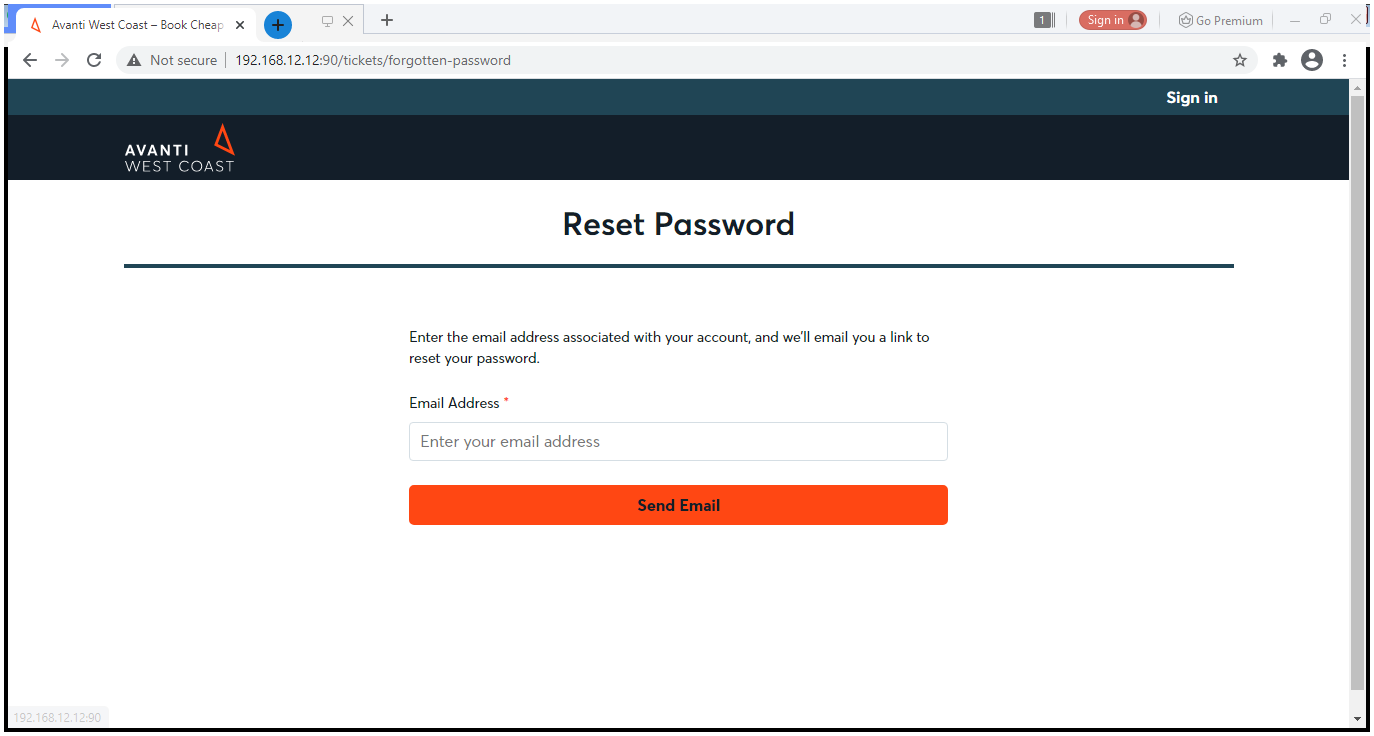 Avanti West Coast – Book Cheap
1
Sign in
Go Premium
Not secure
192.168.12.12:90/tickets/forgotten-password
Sign in
AVANTI
WEST COAST
Reset Password
Enter the email address associated with your account, and we'll email you a link to
reset your password.
Email Address *
Enter your email address
Send Email
192.168.12.12:90